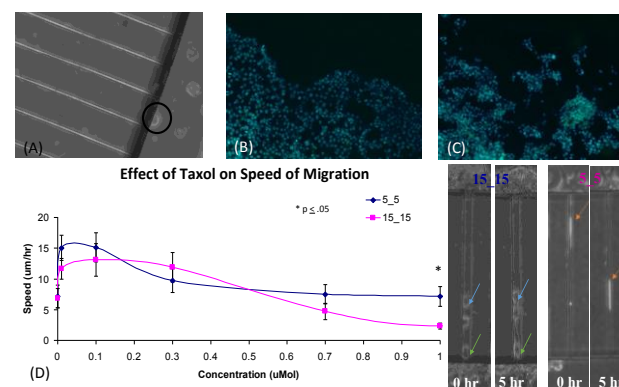 (A)
(B)
(C)
Effect of Taxol on Speed of Migration
15_15
5_5
* p ≤ .05
5_5
15_15
20
15
10
5
0
Speed (um/hr)
*
0
0.1
0.2
0.3
0.4
0.5
0.6
0.7
0.8
0.9
1
Concentration (uMol)
(D)
0 hr
5 hr
0 hr
5 hr